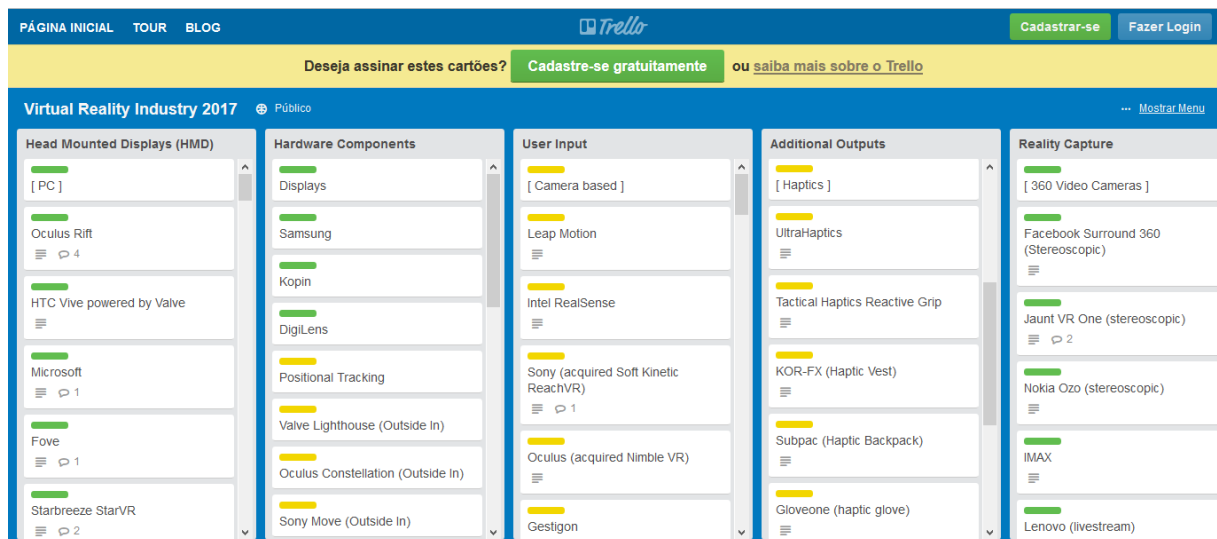 PÁGINA INICIAL TOUR BLOG Trello Cadastrar-se Fazer Login
Deseja assinar estes cartões? Cadastre-se gratuitamente ou saiba mais sobre o Trello
Virtual Reality Industry 2017 Público ... Mostrar Menu
Head Mounted Displays (HMD)
[ PC ]
Oculus Rift
4
HTC Vive powered by Valve
Microsoft
1
Fove
1
Starbreeze StarVR
2
Hardware Components
Displays
Samsung
Kopin
DigiLens
Positional Tracking
Valve Lighthouse (Outside In)
Oculus Constellation (Outside In)
Sony Move (Outside In)
User Input
[ Camera based ]
Leap Motion
Intel RealSense
Sony (acquired Soft Kinetic
ReachVR)
1
Oculus (acquired Nimble VR)
Gestigon
Additional Outputs
[ Haptics ]
UltraHaptics
Tactical Haptics Reactive Grip
KOR-FX (Haptic Vest)
Subpac (Haptic Backpack)
Gloveone (haptic glove)
Reality Capture
[ 360 Video Cameras ]
Facebook Surround 360
(Stereoscopic)
Jaunt VR One (stereoscopic)
2
Nokia Ozo (stereoscopic)
IMAX
Lenovo (livestream)